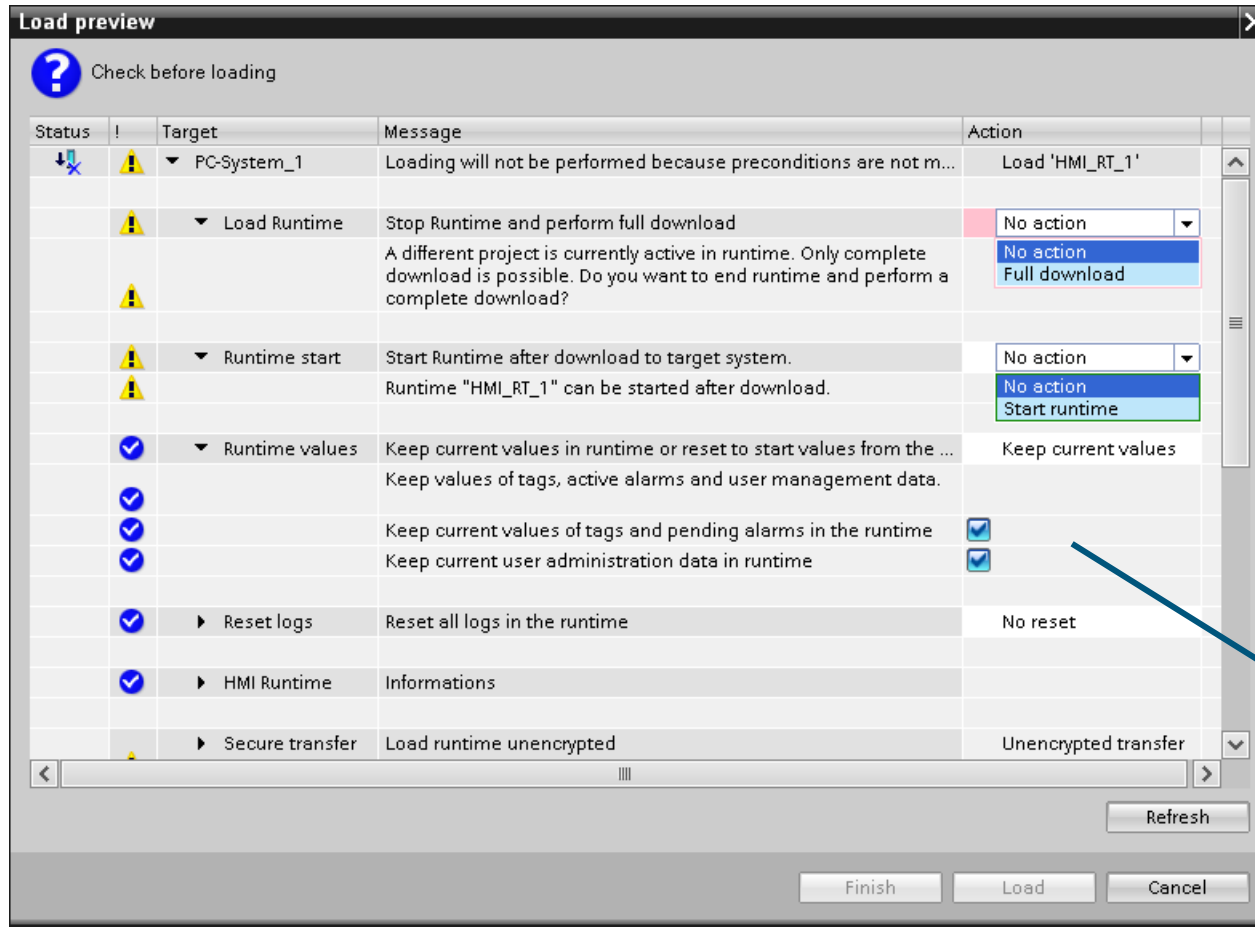 Load preview
Check before loading
Status ! Target Message Action
PC-System_1 Loading will not be performed because preconditions are not m... Load 'HMI_RT_1'
Load Runtime Stop Runtime and perform full download No action
A different project is currently active in runtime. Only complete No action
download is possible. Do you want to end runtime and perform a Full download
complete download?
Runtime start Start Runtime after download to target system. No action
Runtime "HMI_RT_1" can be started after download. No action
Start runtime
Runtime values Keep current values in runtime or reset to start values from the ... Keep current values
Keep values of tags, active alarms and user management data.
Keep current values of tags and pending alarms in the runtime
Keep current user administration data in runtime
Reset logs Reset all logs in the runtime No reset
HMI Runtime Informations
Secure transfer Load runtime unencrypted Unencrypted transfer
Refresh
Finish Load Cancel